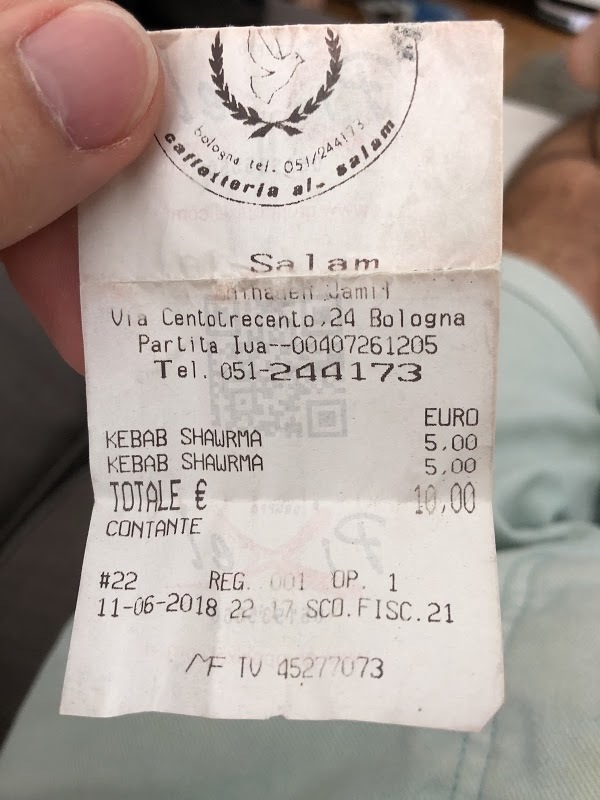 bologna tel. 051/244173
caffetteria al- salam
Salam
Jamil
Via Centotrecento,24 Bologna
Partita Iva--00407261205
Tel. 051-244173
EURO
KEBAB SHAWRMA 5,00
KEBAB SHAWRMA 5,00
TOTALE € 10,00
CONTANTE
#22 REG. 001 OP. 1
11-06-2018 22 17 SCO.FISC.21
MF IV 45277073